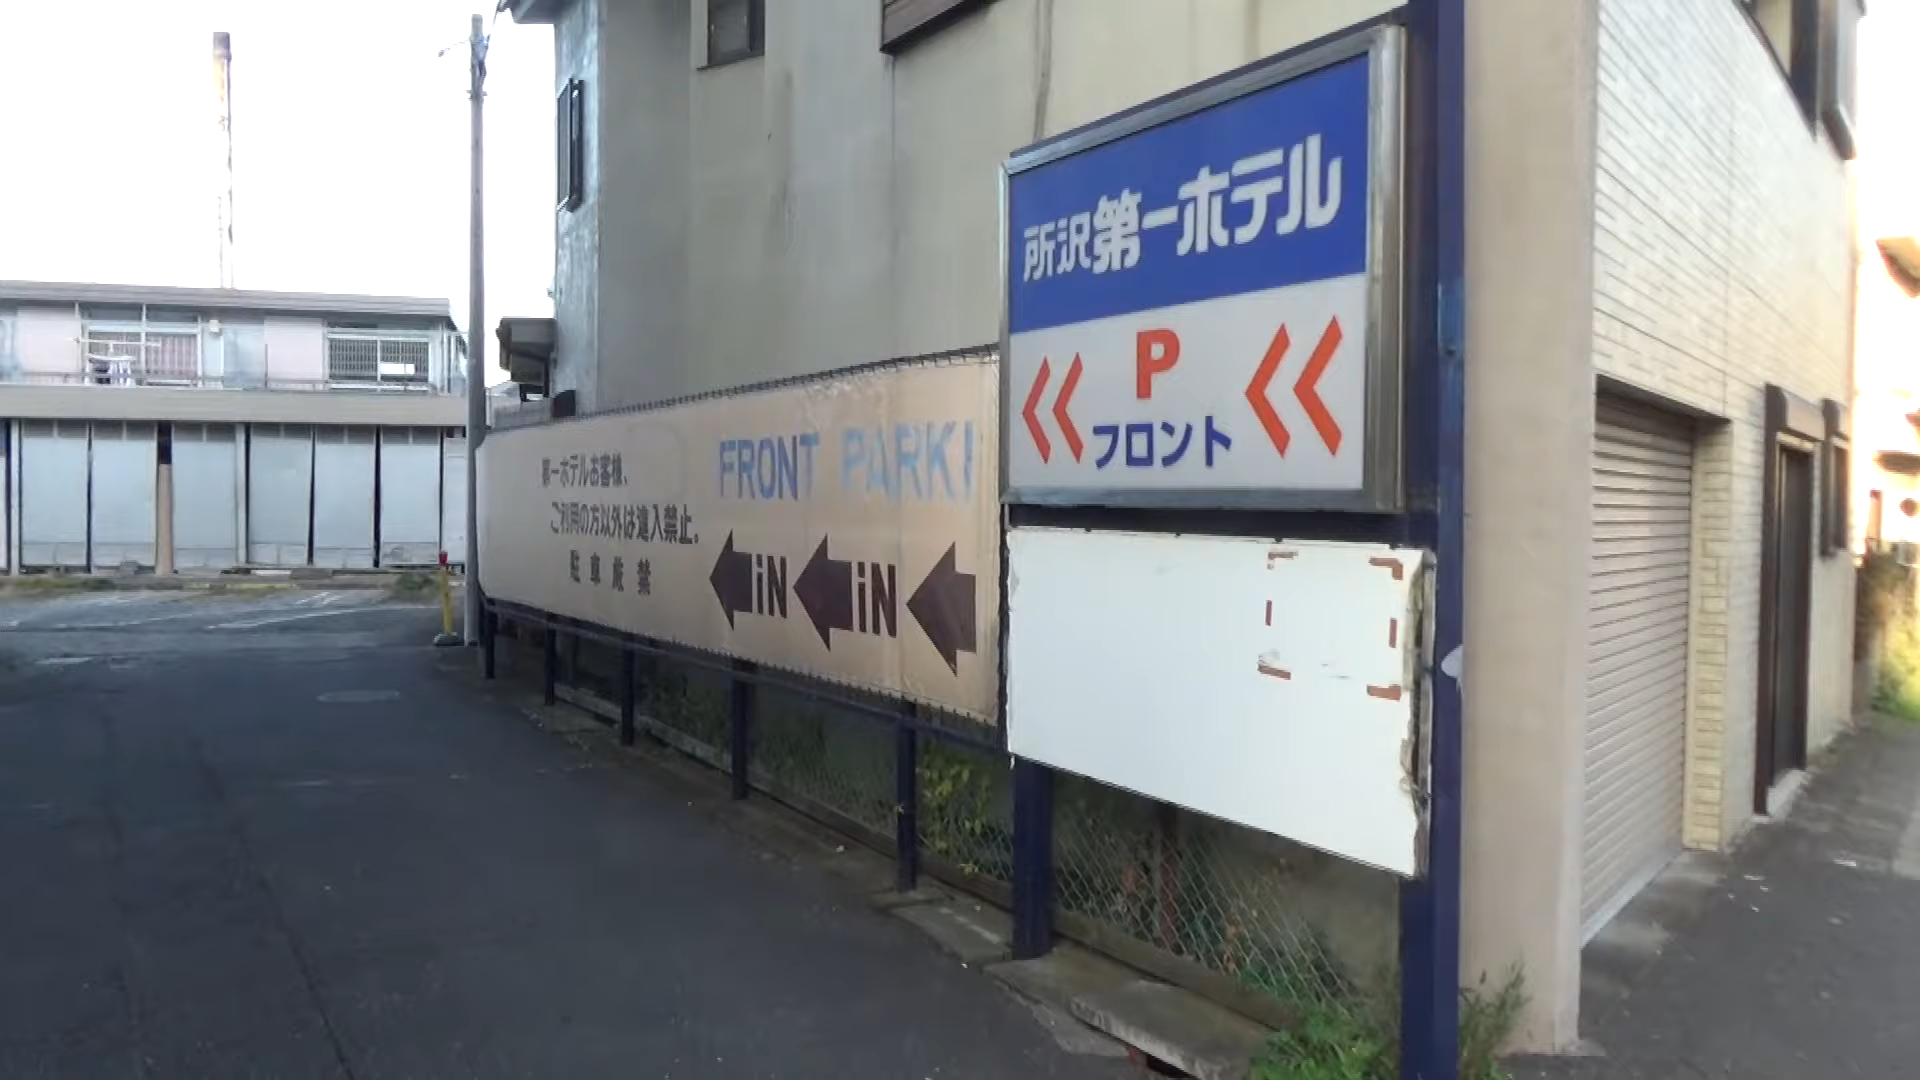 所沢第一ホテル
P
フロント
FRONT PARKI
第一ホテルお客様、
ご利用の方以外は進入禁止。
駐車厳禁
iN iN